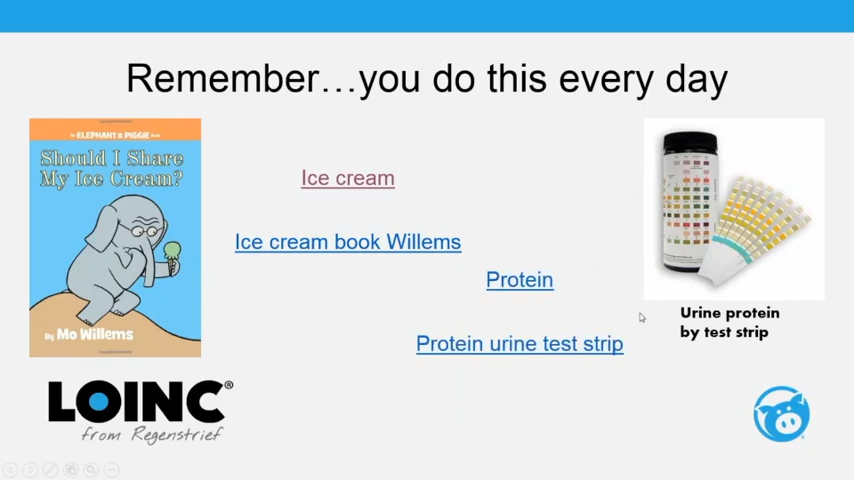 Remember…you do this every day
An ELEPHANT & PIGGIE Book
Should I Share
My Ice Cream?
By Mo Willems
Ice cream
Ice cream book Willems
Protein
Protein urine test strip
Urine protein
by test strip
LOINC®
from Regenstrief